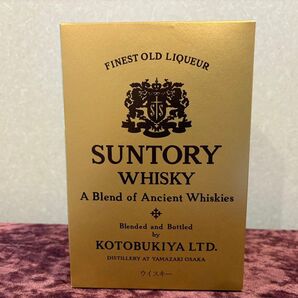 FINEST OLD LIQUEUR
SUNTORY
WHISKY
A Blend of Ancient Whiskies
Blended and Bottled
by
KOTOBUKIYA LTD.
DISTILLERY AT YAMAZAKI OSAKA
ウイスキー